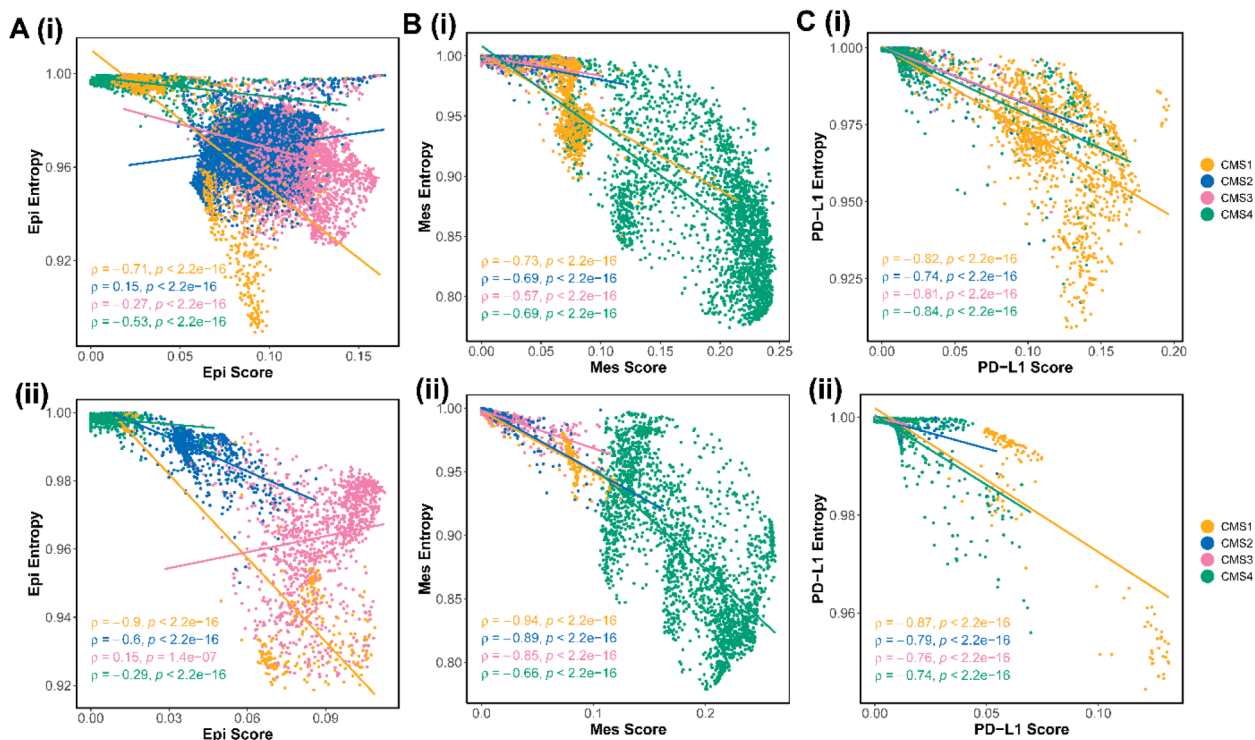 A (i)
Epi Entropy
1.00
0.98
0.96
0.94
0.92
ρ = −0.71, p < 2.2e−16
ρ = 0.15, p < 2.2e−16
ρ = −0.27, p < 2.2e−16
ρ = −0.53, p < 2.2e−16
0.00 0.05 0.10 0.15
Epi Score
B (i)
Mes Entropy
1.00
0.95
0.90
0.85
0.80
ρ = −0.73, p < 2.2e−16
ρ = −0.69, p < 2.2e−16
ρ = −0.57, p < 2.2e−16
ρ = −0.69, p < 2.2e−16
0.00 0.05 0.10 0.15 0.20 0.25
Mes Score
C (i)
PD−L1 Entropy
1.000
0.975
0.950
0.925
ρ = −0.82, p < 2.2e−16
ρ = −0.74, p < 2.2e−16
ρ = −0.81, p < 2.2e−16
ρ = −0.84, p < 2.2e−16
0.00 0.05 0.10 0.15 0.20
PD−L1 Score
CMS1
CMS2
CMS3
CMS4
(ii)
Epi Entropy
1.00
0.98
0.96
0.94
0.92
ρ = −0.9, p < 2.2e−16
ρ = −0.6, p < 2.2e−16
ρ = 0.15, p = 1.4e−07
ρ = −0.29, p < 2.2e−16
0.00 0.03 0.06 0.09
Epi Score
(ii)
Mes Entropy
1.00
0.95
0.90
0.85
0.80
ρ = −0.94, p < 2.2e−16
ρ = −0.89, p < 2.2e−16
ρ = −0.85, p < 2.2e−16
ρ = −0.66, p < 2.2e−16
0.0 0.1 0.2
Mes Score
(ii)
PD−L1 Entropy
1.00
0.98
0.96
ρ = −0.87, p < 2.2e−16
ρ = −0.79, p < 2.2e−16
ρ = −0.76, p < 2.2e−16
ρ = −0.74, p < 2.2e−16
0.00 0.05 0.10
PD−L1 Score
CMS1
CMS2
CMS3
CMS4